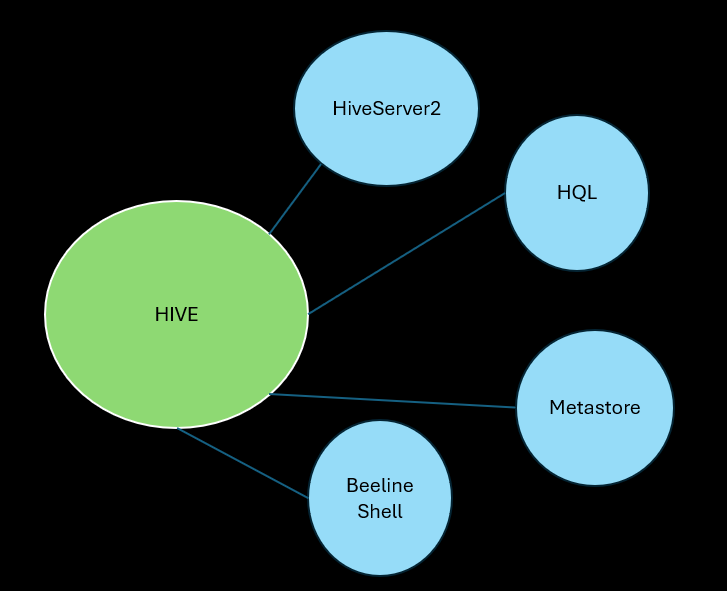 HiveServer2
HQL
HIVE
Metastore
Beeline
Shell